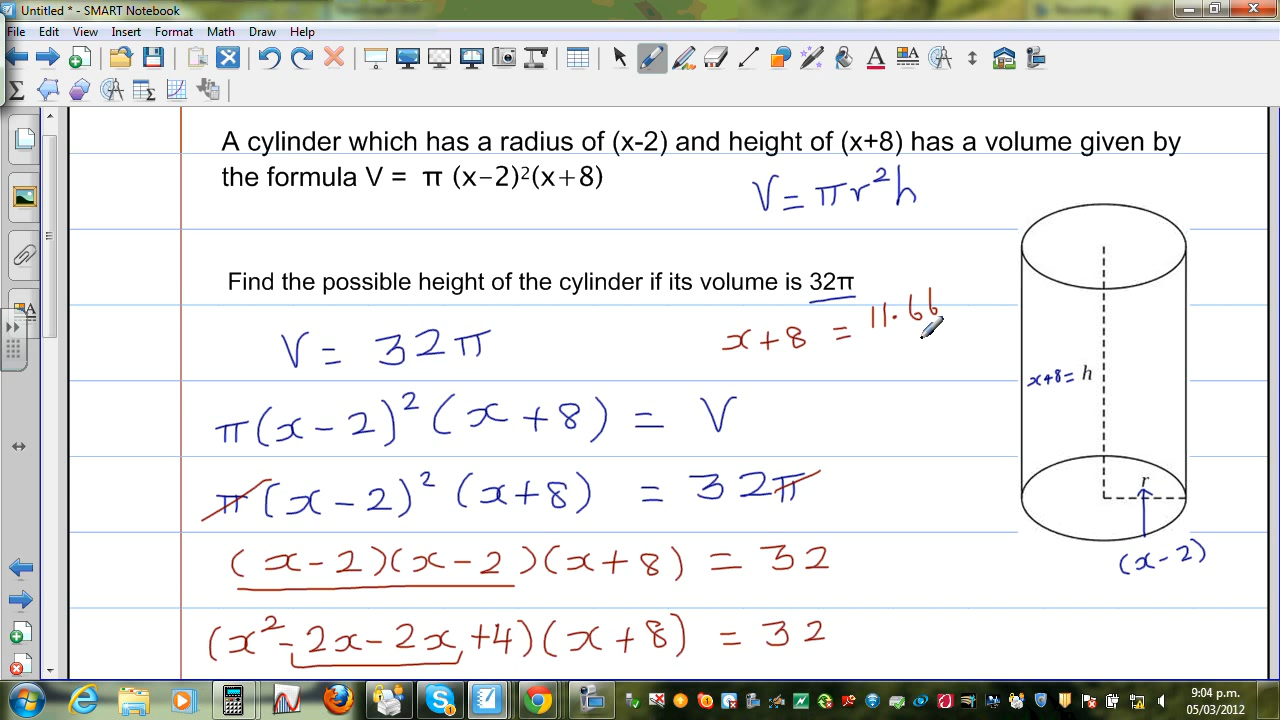 Untitled * - SMART Notebook
File Edit View Insert Format Math Draw Help
A cylinder which has a radius of (x-2) and height of (x+8) has a volume given by
the formula V = π (x−2)²(x+8)
V = πr²h
Find the possible height of the cylinder if its volume is 32π
V = 32π
x+8 = 11.66
π(x-2)²(x+8) = V
x+8= h
π(x-2)²(x+8) = 32π
r
(x-2)(x-2)(x+8) = 32
(x-2)
(x²-2x-2x+4)(x+8) = 32
9:04 p.m.
05/03/2012